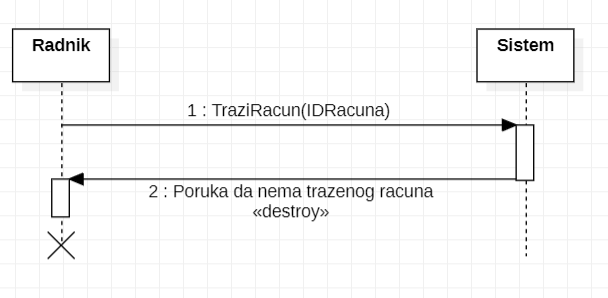 Radnik
Sistem
1 : TraziRacun(IDRacuna)
2 : Poruka da nema trazenog racuna
«destroy»